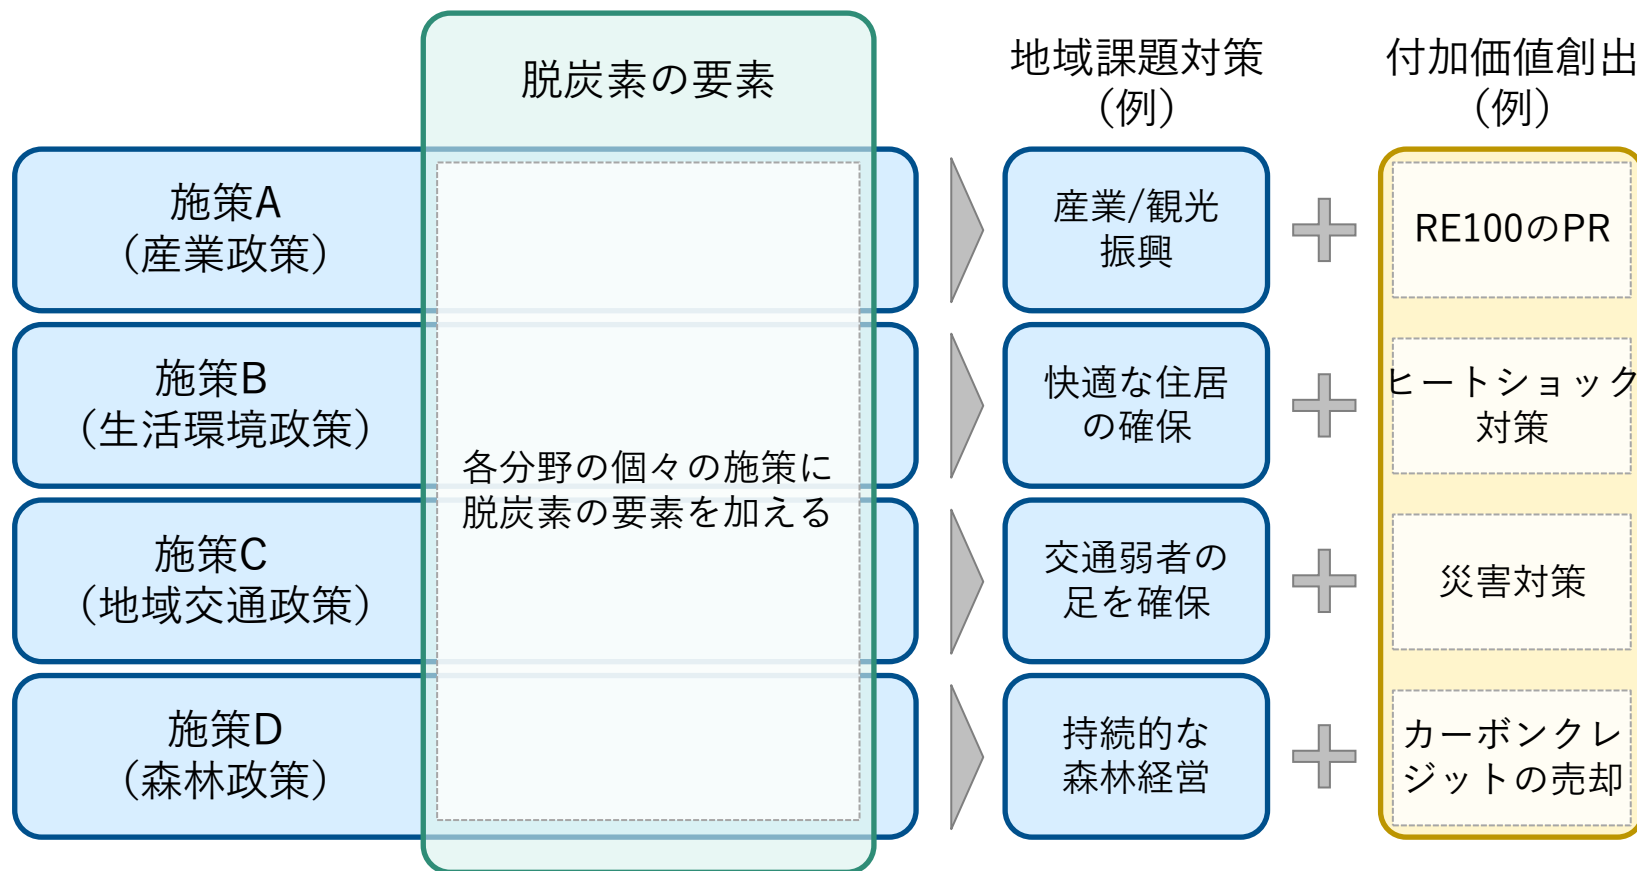 脱炭素の要素
地域課題対策
(例)
付加価値創出
(例)
施策A
(産業政策)
産業/観光
振興
RE100のPR
施策B
(生活環境政策)
快適な住居
の確保
ヒートショック
対策
各分野の個々の施策に
脱炭素の要素を加える
施策C
(地域交通政策)
交通弱者の
足を確保
災害対策
施策D
(森林政策)
持続的な
森林経営
カーボンクレ
ジットの売却